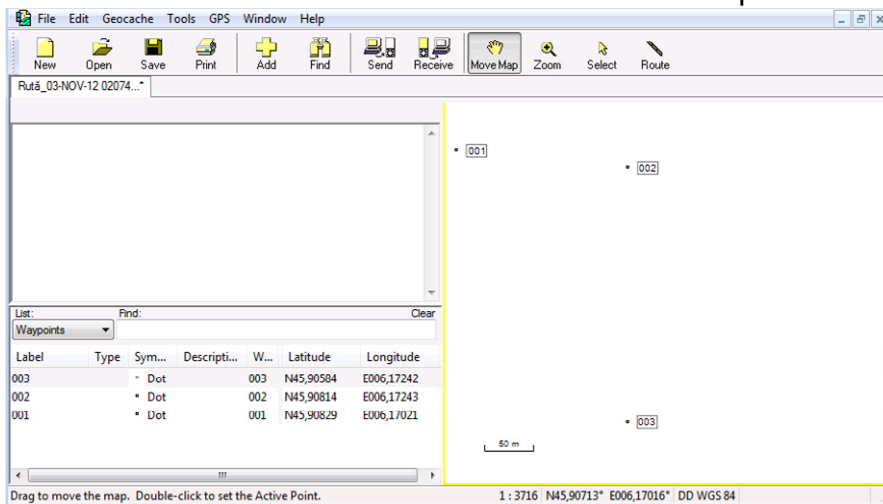 File Edit Geocache Tools GPS Window Help
New Open Save Print Add Find Send Receive Move Map Zoom Select Route
Rută_03-NOV-12 02074...*
001
002
003
50 m
List: Find: Clear
Waypoints
Label Type Sym... Descripti... W... Latitude Longitude
003 Dot 003 N45,90584 E006,17242
002 Dot 002 N45,90814 E006,17243
001 Dot 001 N45,90829 E006,17021
Drag to move the map. Double-click to set the Active Point. 1 : 3716 N45,90713° E006,17016° DD WGS 84